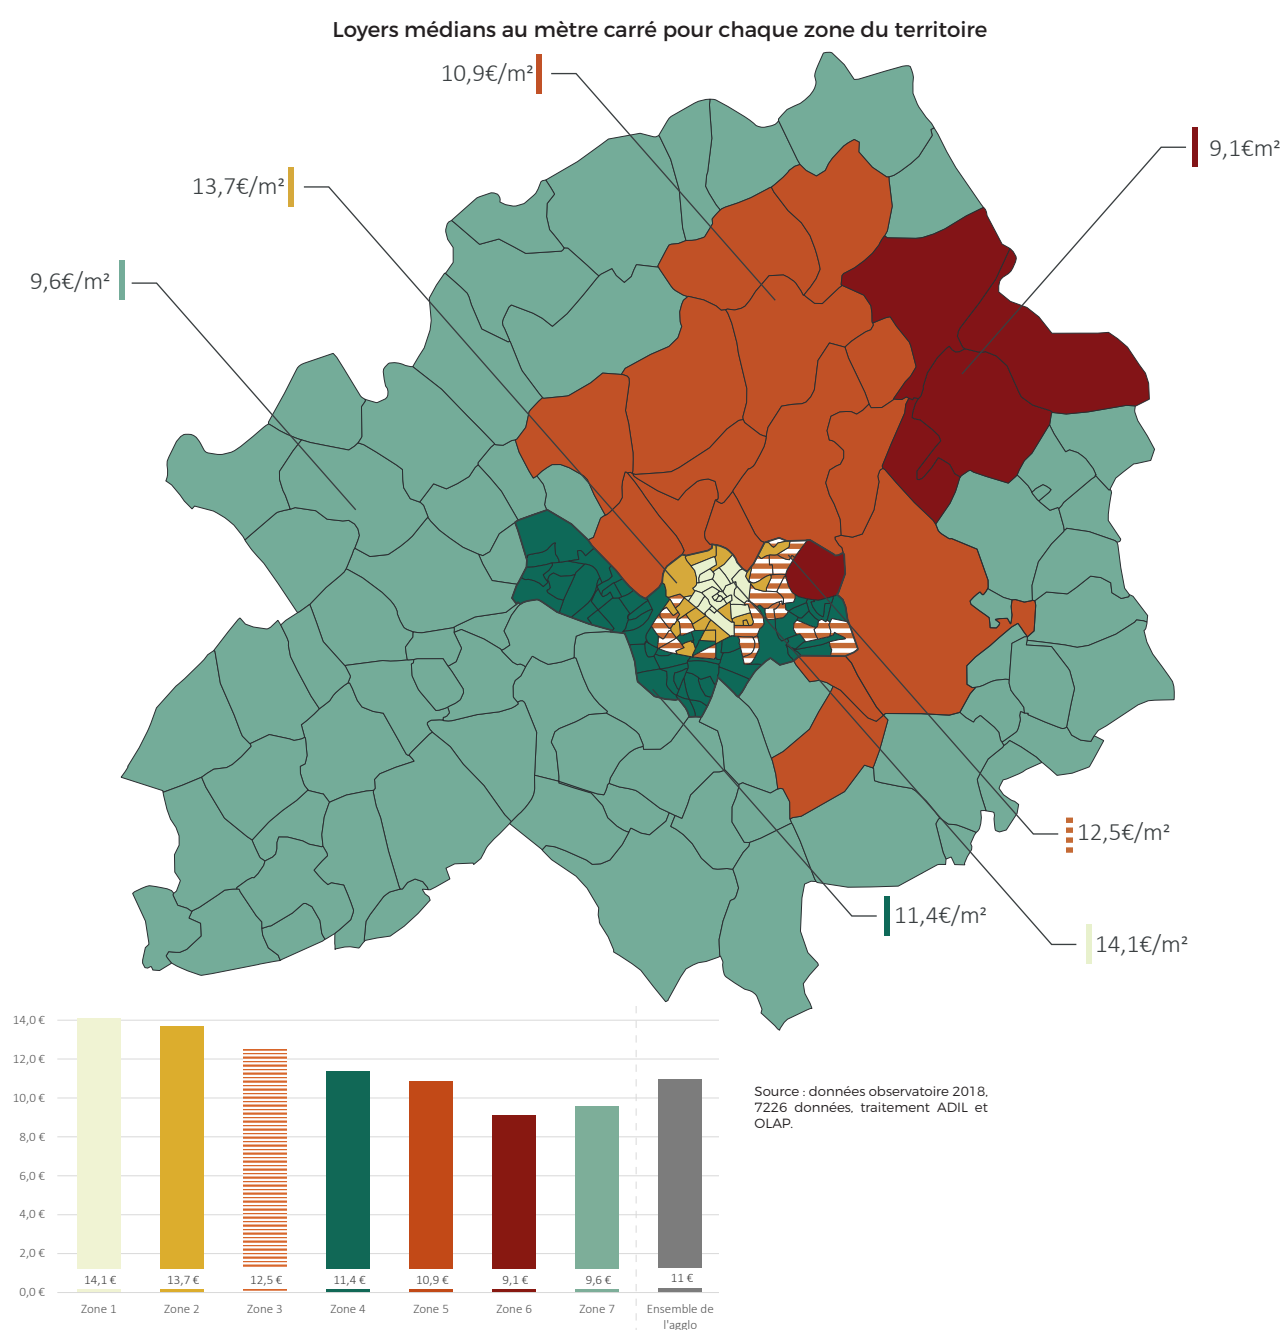 Loyers médians au mètre carré pour chaque zone du territoire
10,9€/m²
9,1€m²
13,7€/m²
9,6€/m²
12,5€/m²
11,4€/m²
14,1€/m²
14,0 €
12,0 €
10,0 €
8,0 €
6,0 €
4,0 €
2,0 €
0,0 €
14,1 € 13,7 € 12,5 € 11,4 € 10,9 € 9,1 € 9,6 € 11 €
Zone 1 Zone 2 Zone 3 Zone 4 Zone 5 Zone 6 Zone 7 Ensemble de
l'agglo
Source : données observatoire 2018,
7226 données, traitement ADIL et
OLAP.